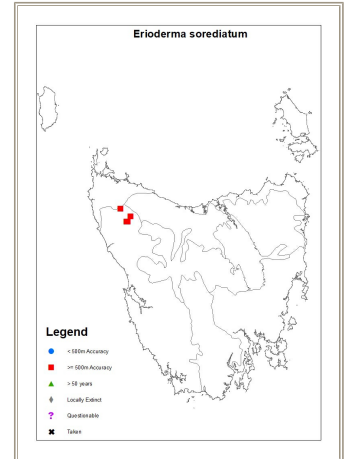 Erioderma sorediatum
Legend
< 500m Accuracy
>= 500m Accuracy
> 50 years
Locally Extinct
? Questionable
Taken